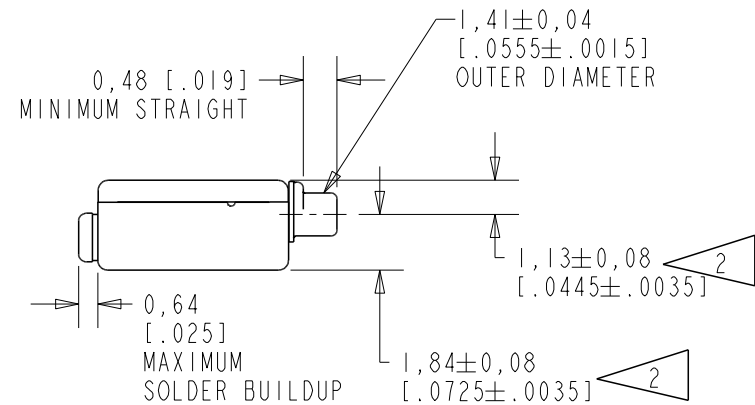 1,41±0,04
[.0555±.0015]
OUTER DIAMETER
0,48 [.019]
MINIMUM STRAIGHT
1,13±0,08
[.0445±.0035]
2
0,64
[.025]
MAXIMUM
SOLDER BUILDUP
1,84±0,08
[.0725±.0035]
2